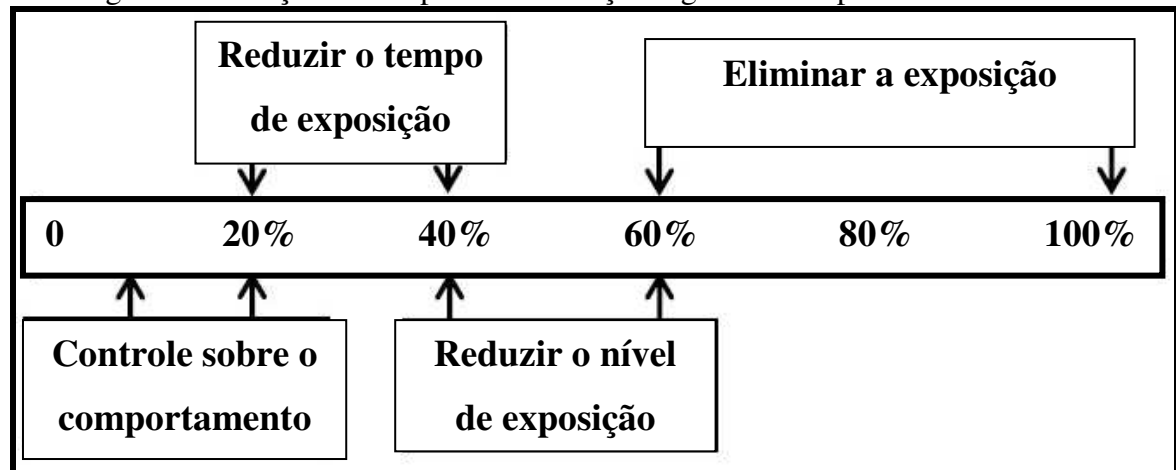 Reduzir o tempo
de exposição
Eliminar a exposição
0 20% 40% 60% 80% 100%
Controle sobre o
comportamento
Reduzir o nível
de exposição